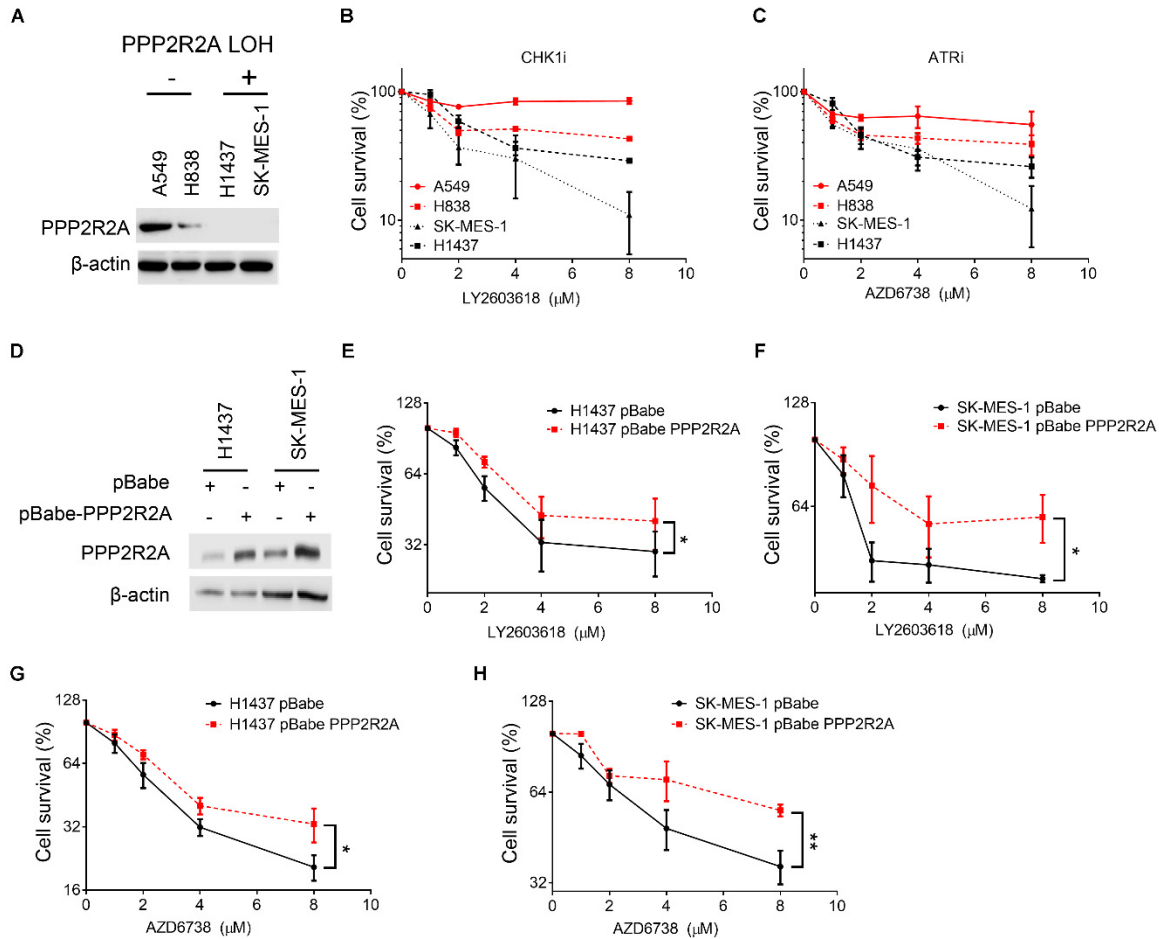 A
PPP2R2A LOH
- +
A549
H838
H1437
SK-MES-1
PPP2R2A
β-actin
B
CHK1i
Cell survival (%)
100
10
0 2 4 6 8 10
LY2603618 (μM)
A549
H838
SK-MES-1
H1437
C
ATRi
Cell survival (%)
100
10
0 2 4 6 8 10
AZD6738 (μM)
A549
H838
SK-MES-1
H1437
D
H1437
SK-MES-1
pBabe + - + -
pBabe-PPP2R2A - + - +
PPP2R2A
β-actin
E
Cell survival (%)
128
64
32
0 2 4 6 8 10
LY2603618 (μM)
H1437 pBabe
H1437 pBabe PPP2R2A
*
F
Cell survival (%)
128
64
0 2 4 6 8 10
LY2603618 (μM)
SK-MES-1 pBabe
SK-MES-1 pBabe PPP2R2A
*
G
Cell survival (%)
128
64
32
16
0 2 4 6 8 10
AZD6738 (μM)
H1437 pBabe
H1437 pBabe PPP2R2A
*
H
Cell survival (%)
128
64
32
0 2 4 6 8 10
AZD6738 (μM)
SK-MES-1 pBabe
SK-MES-1 pBabe PPP2R2A
**